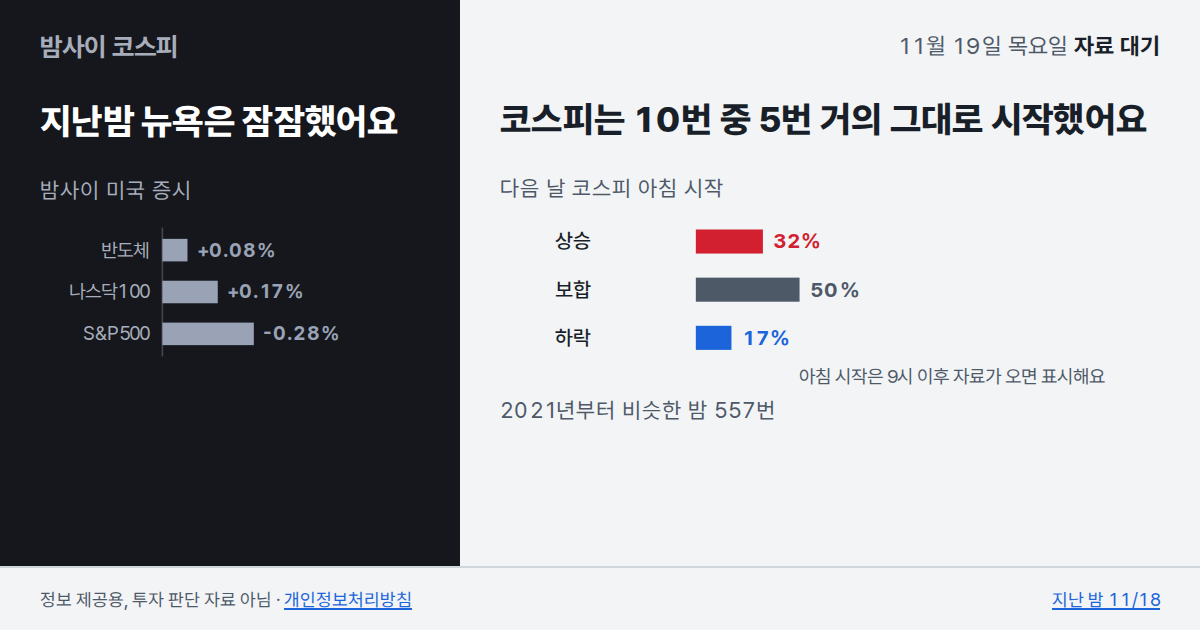 밤사이 코스피
지난밤 뉴욕은 잠잠했어요
밤사이 미국 증시
반도체 +0.08%
나스닥100 +0.17%
S&P500 -0.28%
11월 19일 목요일 자료 대기
코스피는 10번 중 5번 거의 그대로 시작했어요
다음 날 코스피 아침 시작
상승 32%
보합 50%
하락 17%
아침 시작은 9시 이후 자료가 오면 표시해요
2021년부터 비슷한 밤 557번
정보 제공용, 투자 판단 자료 아님 · 개인정보처리방침
지난 밤 11/18